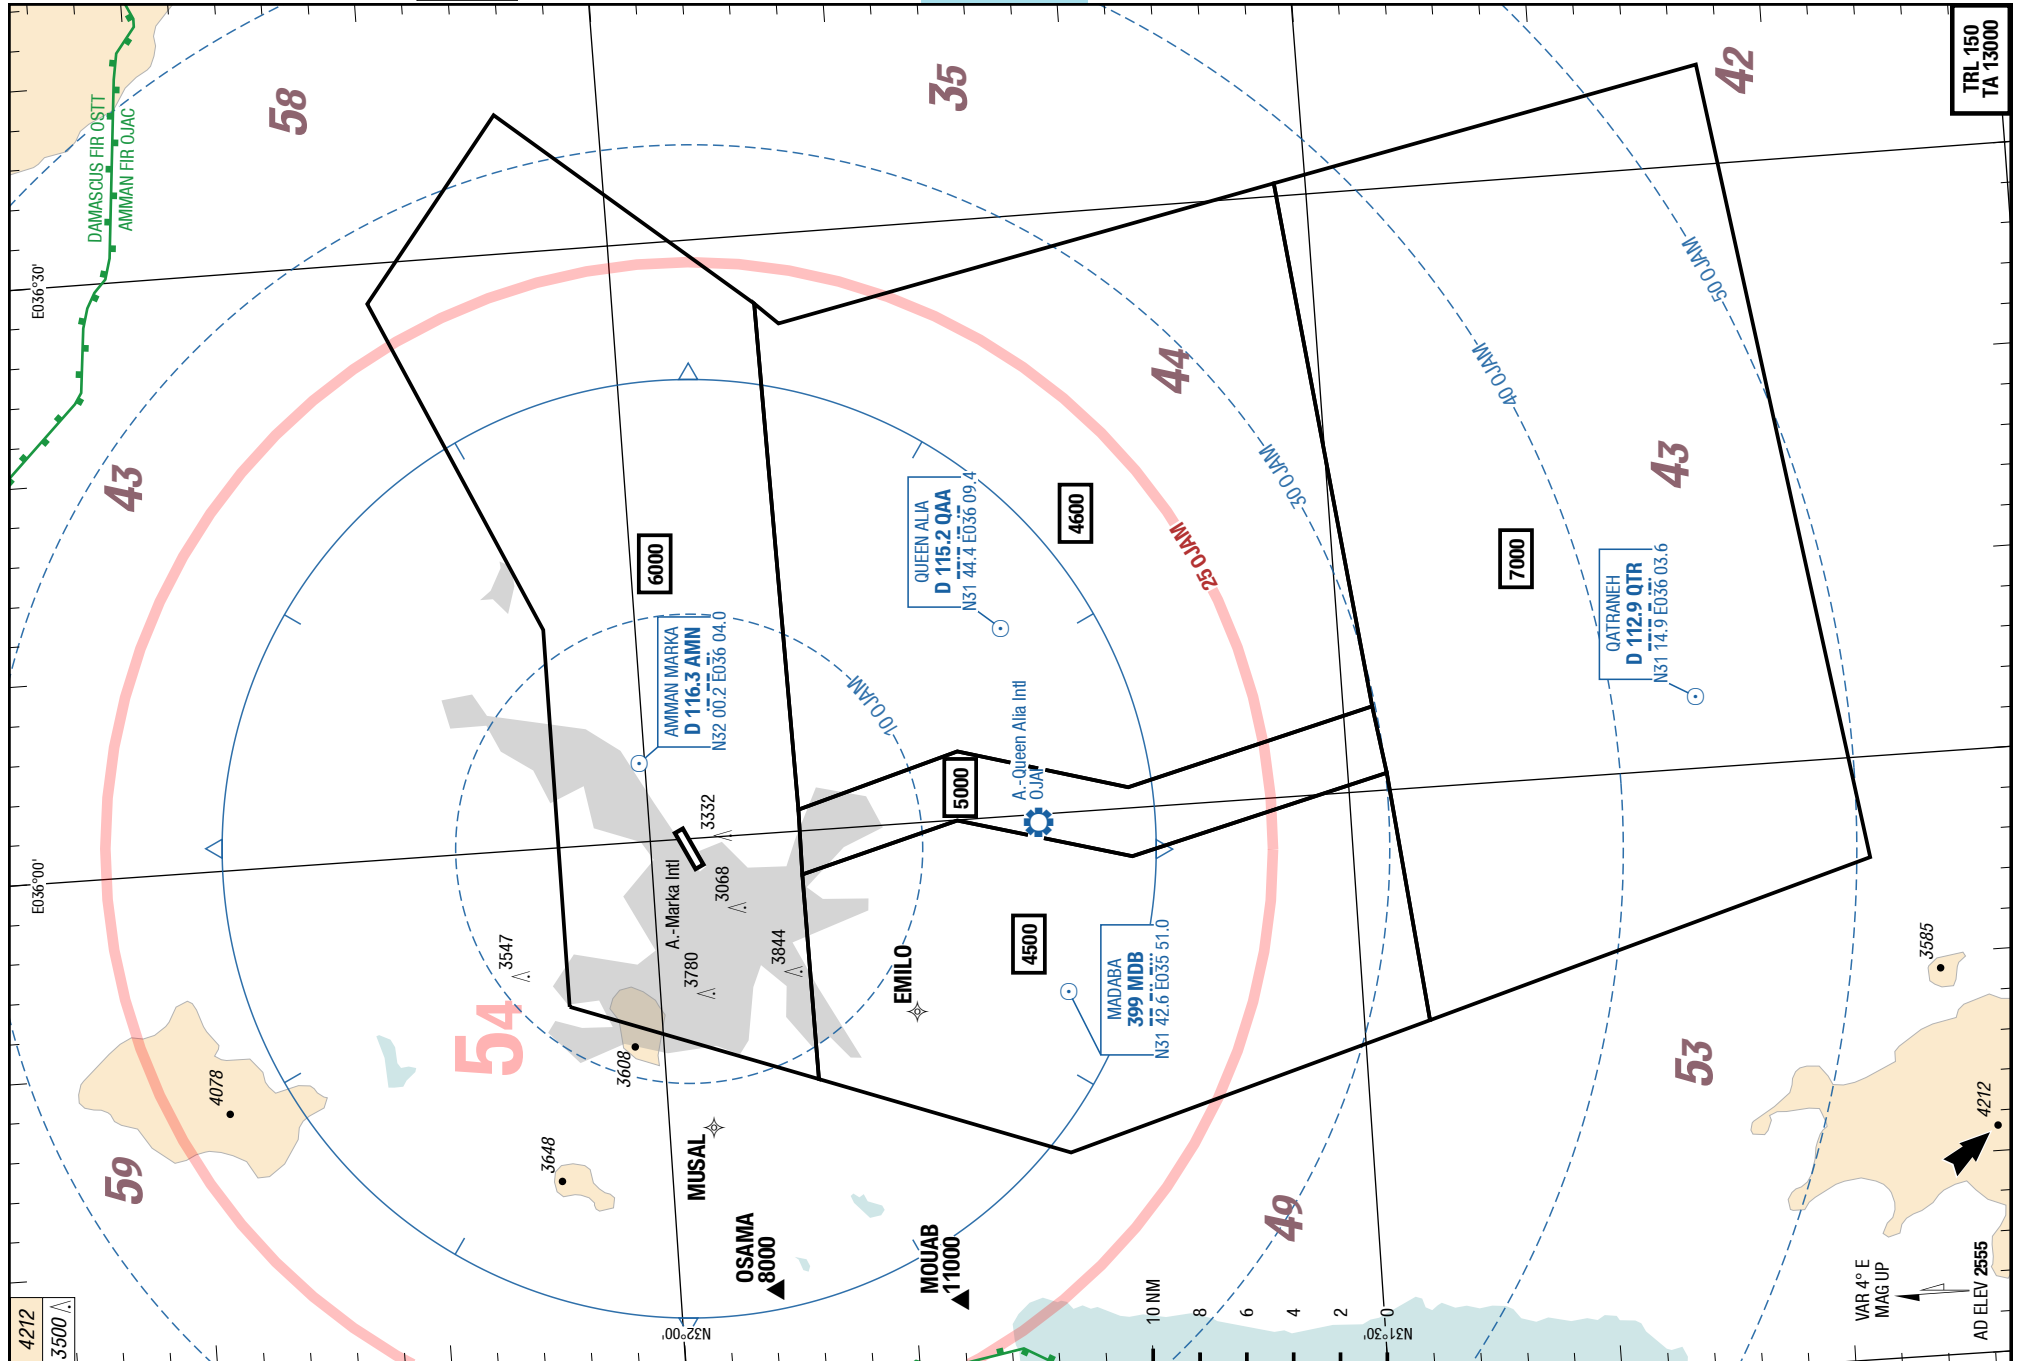 DAMASCUS FIR OSTT
AMMAN FIR OJAC
58
35
42
TRL 150
TA 13000
E036°30'
43
44
43
50 OJAM
40 OJAM
30 OJAM
25 OJAM
10 OJAM
6000
QUEEN ALIA
D 115.2 QAA
N31 44.4 E036 09.4
4600
7000
AMMAN MARKA
D 116.3 AMN
N32 00.2 E036 04.0
QATRANEH
D 112.9 QTR
N31 14.9 E036 03.6
E036°00'
A.-Marka Intl
3332
3068
3780
3844
3547
5000
A.-Queen Alia Intl
OJAI
4500
EMILO
MADABA
399 MDB
N31 42.6 E035 51.0
54
3608
4078
3648
59
MUSAL
OSAMA
8000
MOUAB
11000
49
53
3585
4212
N32°00'
N31°30'
10 NM
8
6
4
2
0
VAR 4° E
MAG UP
AD ELEV 2555
4212
3500